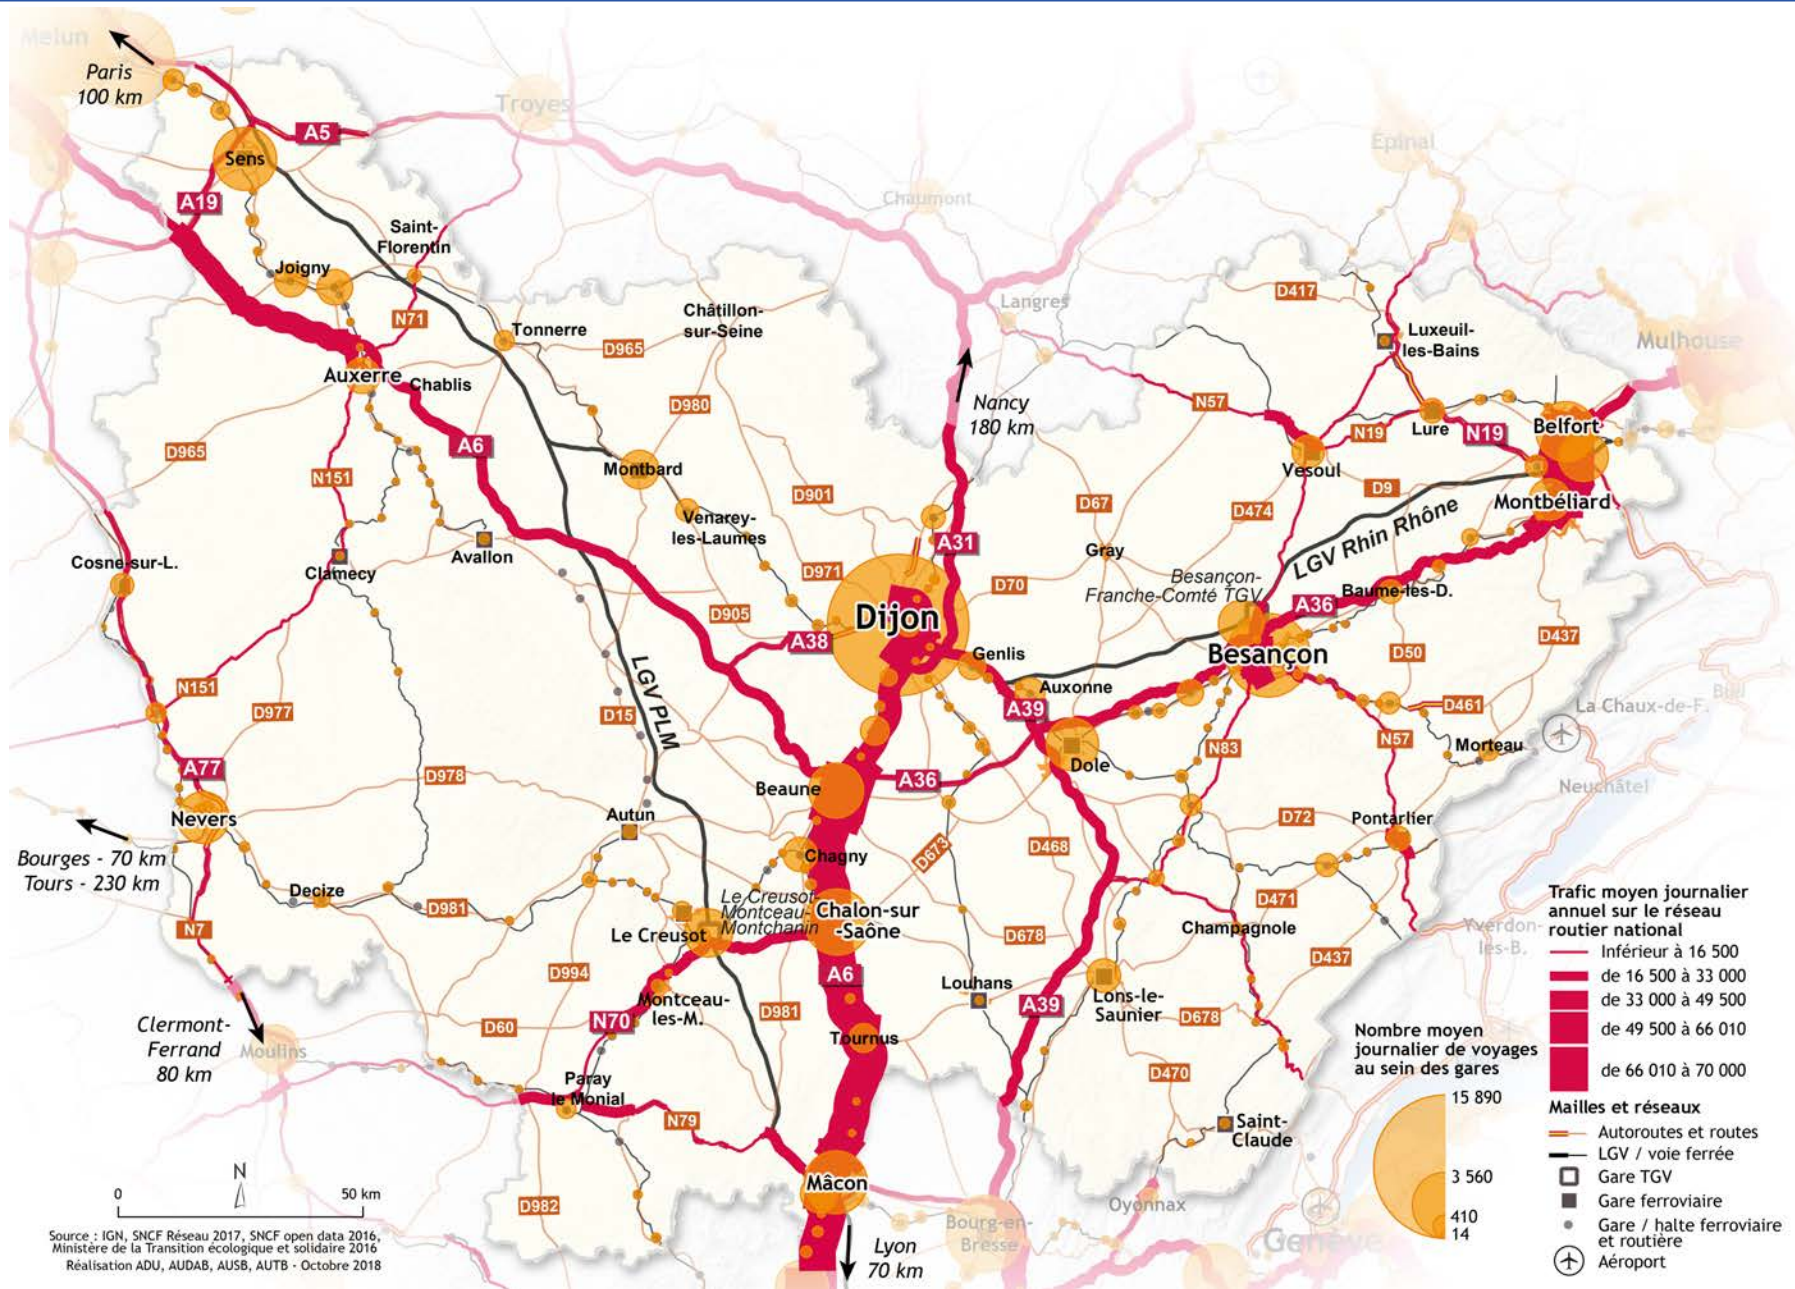 Melun
Paris
100 km
Troyes
Epinal
A5
Sens
A19
Chaumont
Saint-
Florentin
Joigny
Langres
D417
N71
Tonnerre
Châtillon-
sur-Seine
D965
Luxeuil-
les-Bains
Mulhouse
Auxerre
Chablis
D980
Nancy
180 km
N57
N19
Lure
N19
Belfort
D965
A6
N151
Montbard
Vesoul
D9
D901
D67
D474
Montbéliard
Venarey-
les-Laumes
LGV Rhin Rhône
A31
Gray
Avallon
Cosne-sur-L.
Clamecy
D971
D70
Besançon-
Franche-Comté TGV
Baume-les-D.
A36
D905
Dijon
A38
D437
Genlis
Besançon
D50
LGV PLM
N151
D977
D15
Auxonne
A39
D461
La Chaux-de-F.
N83
N57
Morteau
A77
D978
Dole
A36
Beaune
Neuchâtel
Nevers
Autun
D72
Pontarlier
Bourges - 70 km
Tours - 230 km
D673
D468
Chagny
Decize
D981
Le Creusot-
Montceau-
Montchanin
Chalon-sur
-Saône
D471
N7
Le Creusot
D678
Champagnole
Yverdon-
les-B.
D437
D994
A6
Louhans
Montceau-
les-M.
D981
A39
Lons-le-
Saunier
D678
D60
N70
Clermont-
Ferrand
80 km
Moulins
Tournus
D470
Paray
le Monial
N79
Saint-
Claude
Mâcon
D982
Oyonnax
Bourg-en-
Bresse
Genève
Lyon
70 km
N
0
50 km
Source : IGN, SNCF Réseau 2017, SNCF open data 2016,
Ministère de la Transition écologique et solidaire 2016
Réalisation ADU, AUDAB, AUSB, AUTB - Octobre 2018
Trafic moyen journalier
annuel sur le réseau
routier national
Inférieur à 16 500
de 16 500 à 33 000
de 33 000 à 49 500
de 49 500 à 66 010
de 66 010 à 70 000
Nombre moyen
journalier de voyages
au sein des gares
15 890
3 560
410
14
Mailles et réseaux
Autoroutes et routes
LGV / voie ferrée
Gare TGV
Gare ferroviaire
Gare / halte ferroviaire
et routière
Aéroport